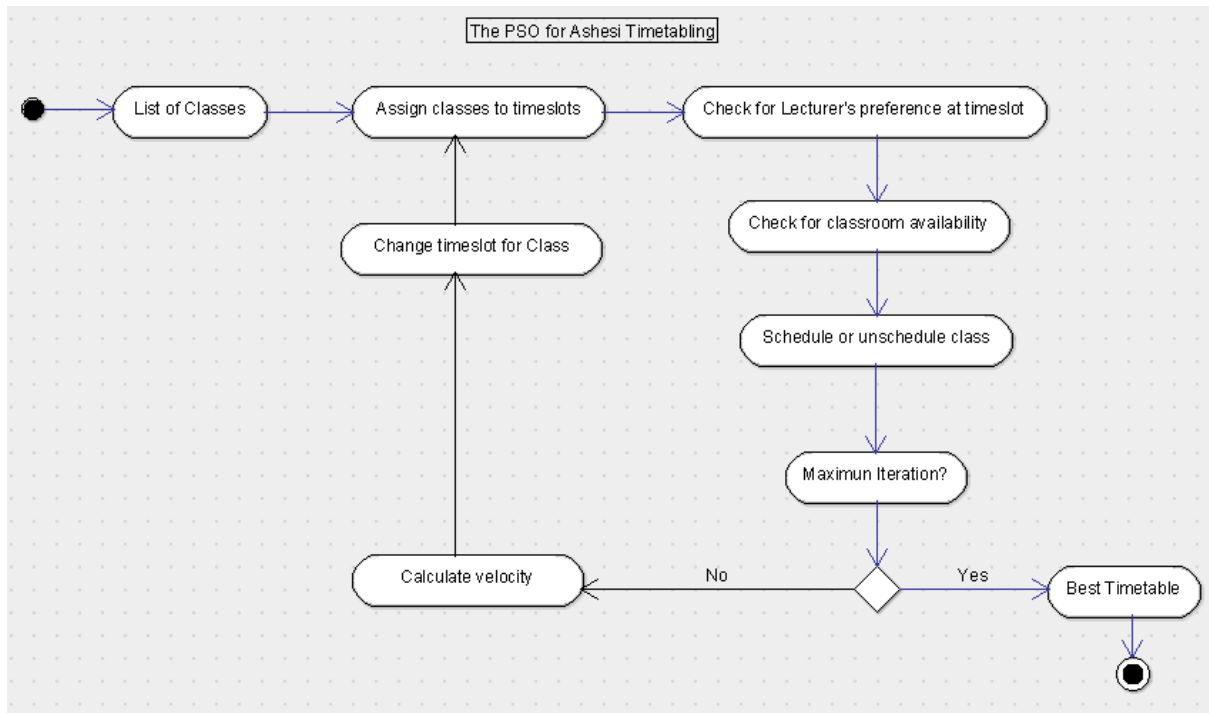 The PSO for Ashesi Timetabling
List of Classes
Assign classes to timeslots
Check for Lecturer's preference at timeslot
Change timeslot for Class
Check for classroom availability
Schedule or unschedule class
Maximun Iteration?
Calculate velocity
No
Yes
Best Timetable